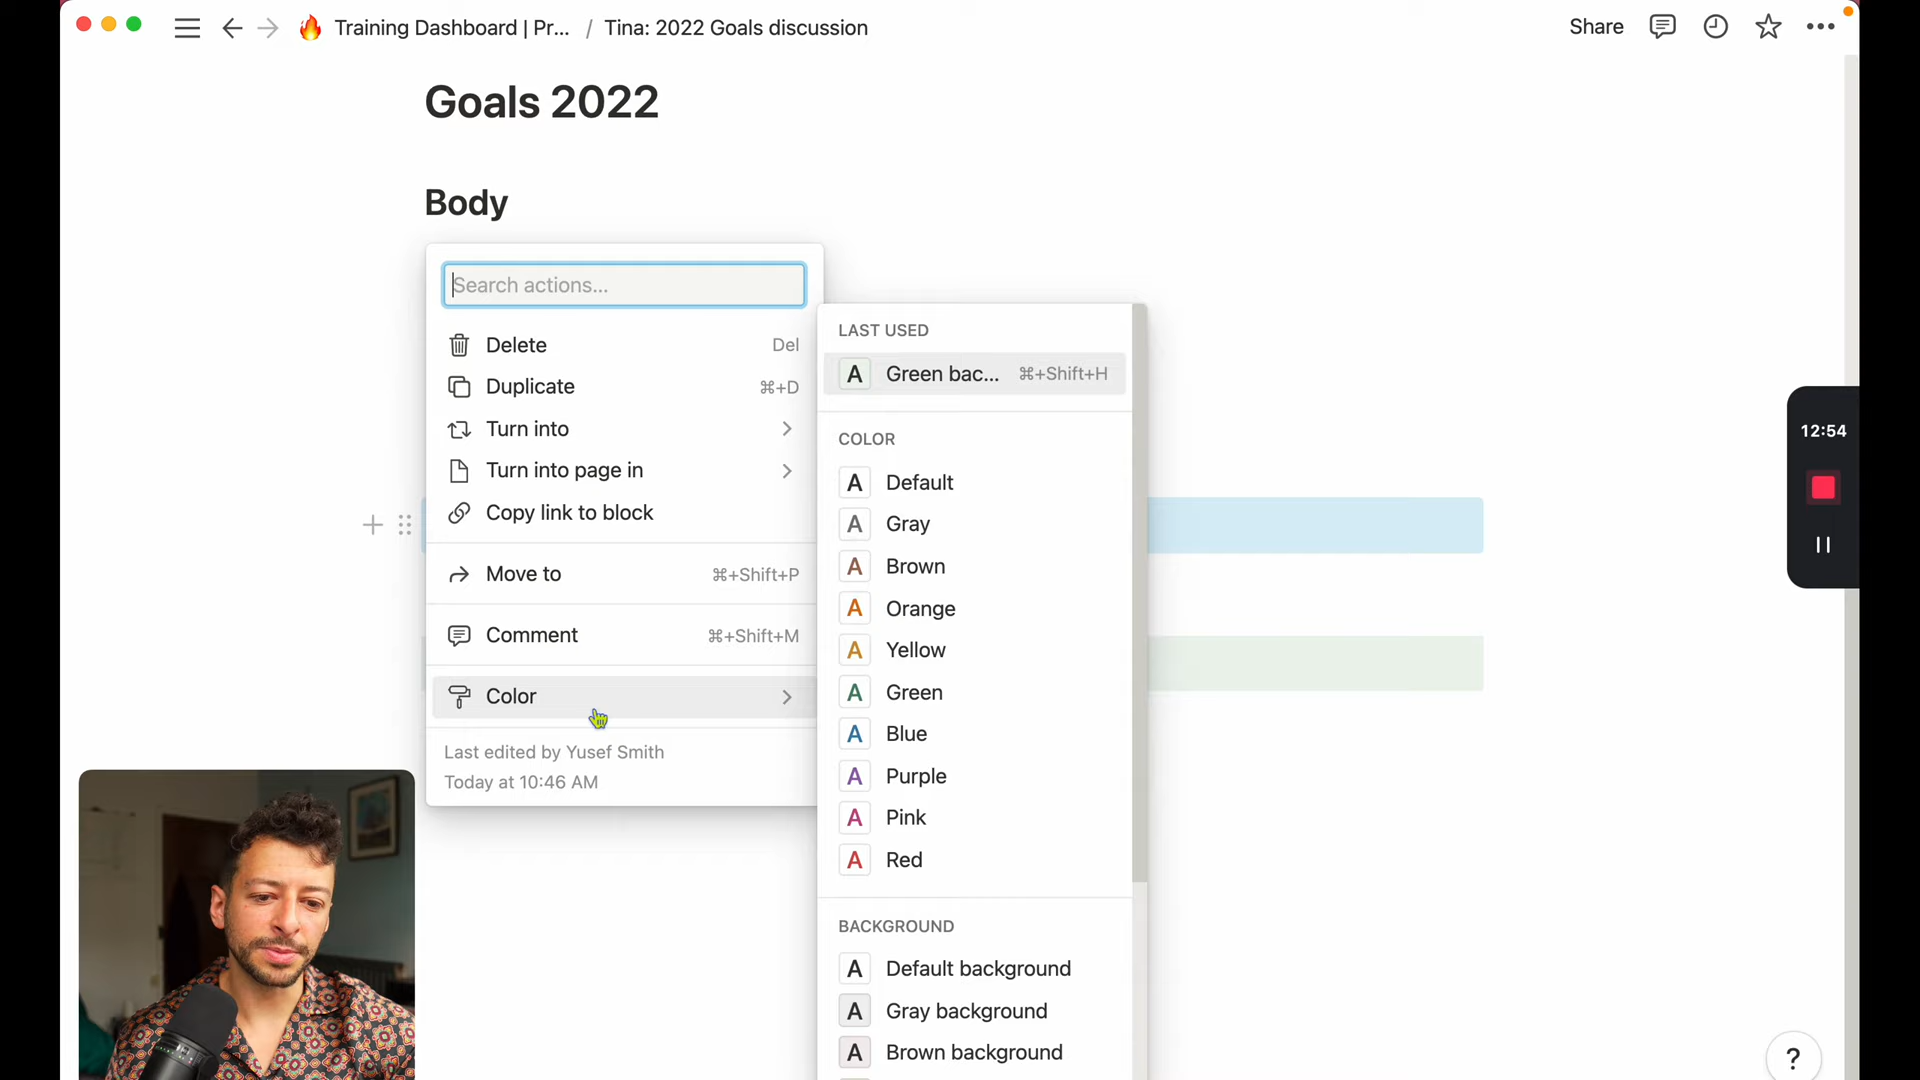 Training Dashboard | Pr... / Tina: 2022 Goals discussion
Share
Goals 2022
Body
Search actions...
Delete Del
Duplicate ⌘+D
Turn into
Turn into page in
Copy link to block
Move to ⌘+Shift+P
Comment ⌘+Shift+M
Color
Last edited by Yusef Smith
Today at 10:46 AM
LAST USED
A Green bac... ⌘+Shift+H
COLOR
A Default
A Gray
A Brown
A Orange
A Yellow
A Green
A Blue
A Purple
A Pink
A Red
BACKGROUND
A Default background
A Gray background
A Brown background
12:54
?